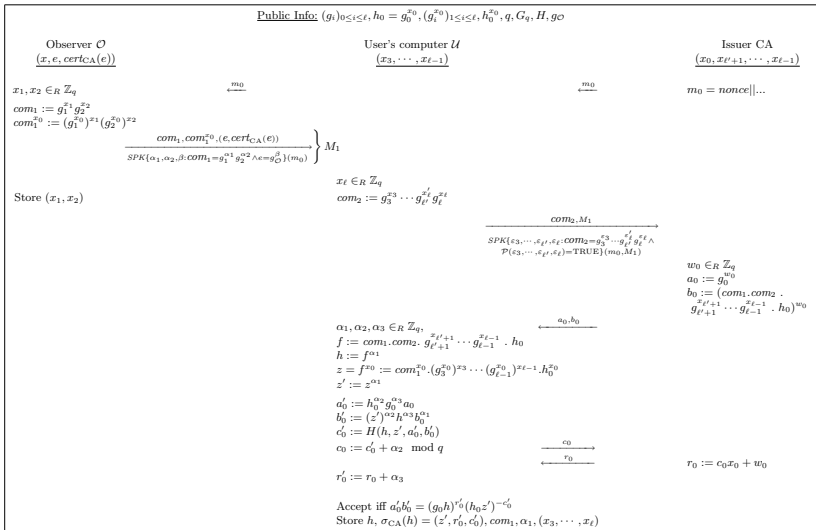 Public Info: (g_i)_{0≤i≤ℓ}, h_0 = g_0^{x_0}, (g_i^{x_0})_{1≤i≤ℓ}, h_0^{x_0}, q, G_q, H, g_𝒪
Observer 𝒪 User's computer 𝒰 Issuer CA
(x, e, cert_CA(e)) (x_3, ⋯, x_{ℓ-1}) (x_0, x_{ℓ'+1}, ⋯, x_{ℓ-1})
x_1, x_2 ∈_R ℤ_q ←^{m_0} ←^{m_0} m_0 = nonce||...
com_1 := g_1^{x_1} g_2^{x_2}
com_1^{x_0} := (g_1^{x_0})^{x_1} (g_2^{x_0})^{x_2}
com_1, com_1^{x_0}, (e, cert_CA(e))
SPK{α_1, α_2, β: com_1 = g_1^{α_1} g_2^{α_2} ∧ e = g_𝒪^β}(m_0) } M_1
x_ℓ ∈_R ℤ_q
Store (x_1, x_2) com_2 := g_3^{x_3} ⋯ g_{ℓ'}^{x'_ℓ} g_ℓ^{x_ℓ}
com_2, M_1
SPK{ε_3, ⋯, ε_{ℓ'}, ε_ℓ: com_2 = g_3^{ε_3} ⋯ g_{ℓ'}^{ε'_ℓ} g_ℓ^{ε_ℓ} ∧
𝒫(ε_3, ⋯, ε_{ℓ'}, ε_ℓ) = TRUE}(m_0, M_1)
w_0 ∈_R ℤ_q
a_0 := g_0^{w_0}
b_0 := (com_1.com_2 .
g_{ℓ'+1}^{x_{ℓ'+1}} ⋯ g_{ℓ-1}^{x_{ℓ-1}} . h_0)^{w_0}
α_1, α_2, α_3 ∈_R ℤ_q, ←^{a_0, b_0}
f := com_1.com_2. g_{ℓ'+1}^{x_{ℓ'+1}} ⋯ g_{ℓ-1}^{x_{ℓ-1}} . h_0
h := f^{α_1}
z = f^{x_0} := com_1^{x_0}.(g_3^{x_0})^{x_3} ⋯ (g_{ℓ-1}^{x_0})^{x_{ℓ-1}}.h_0^{x_0}
z' := z^{α_1}
a'_0 := h_0^{α_2} g_0^{α_3} a_0
b'_0 := (z')^{α_2} h^{α_3} b_0^{α_1}
c'_0 := H(h, z', a'_0, b'_0)
c_0 := c'_0 + α_2 mod q →^{c_0}
←^{r_0} r_0 := c_0x_0 + w_0
r'_0 := r_0 + α_3
Accept iff a'_0b'_0 = (g_0h)^{r'_0}(h_0z')^{-c'_0}
Store h, σ_CA(h) = (z', r'_0, c'_0), com_1, α_1, (x_3, ⋯, x_ℓ)